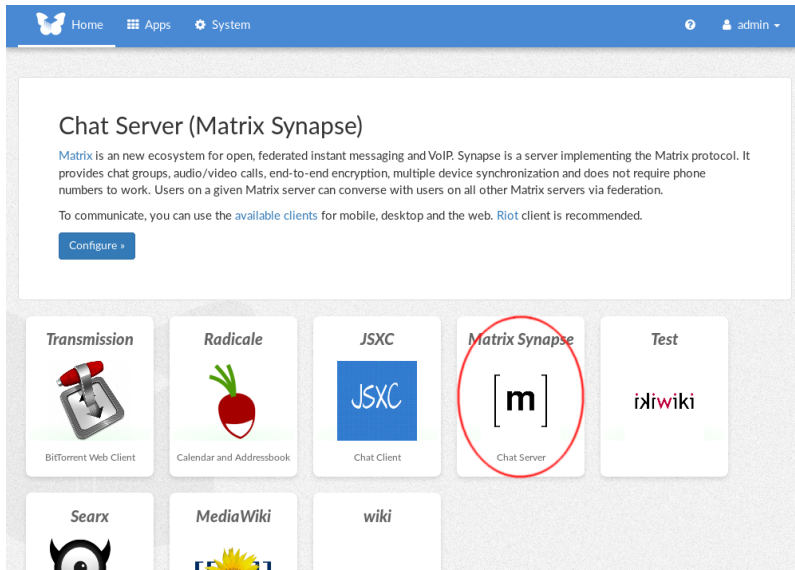 Home Apps System admin
Chat Server (Matrix Synapse)
Matrix is an new ecosystem for open, federated instant messaging and VoIP. Synapse is a server implementing the Matrix protocol. It
provides chat groups, audio/video calls, end-to-end encryption, multiple device synchronization and does not require phone
numbers to work. Users on a given Matrix server can converse with users on all other Matrix servers via federation.
To communicate, you can use the available clients for mobile, desktop and the web. Riot client is recommended.
Configure »
Transmission Radicale JSXC Matrix Synapse Test
JSXC [m] ikiwiki
BitTorrent Web Client Calendar and Addressbook Chat Client Chat Server
Searx MediaWiki wiki